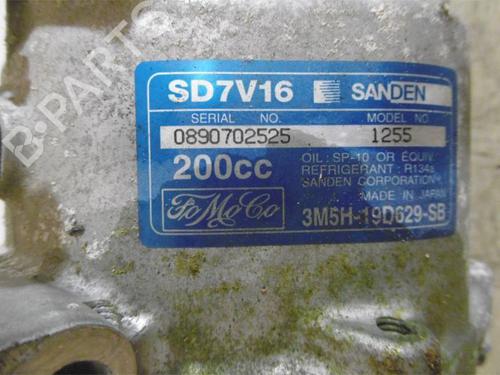 B-PARTS
SD7V16 SANDEN
SERIAL NO. MODEL NO.
0890702525 1255
200cc
OIL: SP-10 OR EQUIV.
REFRIGERANT: R134a
SANDEN CORPORATION
MADE IN JAPAN
FoMoCo 3M5H-19D629-SB